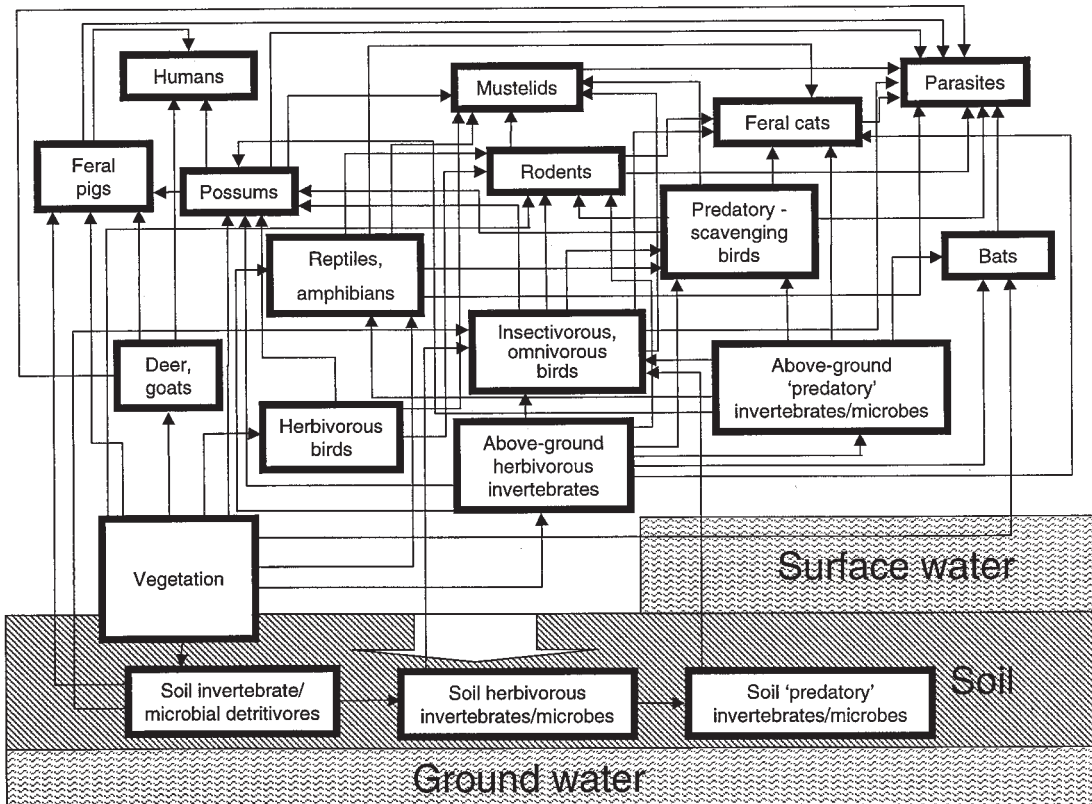 Humans
Mustelids
Parasites
Feral cats
Feral
pigs
Possums
Rodents
Predatory -
scavenging
birds
Reptiles,
amphibians
Bats
Insectivorous,
omnivorous
birds
Deer,
goats
Above-ground
'predatory'
invertebrates/microbes
Herbivorous
birds
Above-ground
herbivorous
invertebrates
Vegetation
Surface water
Soil invertebrate/
microbial detritivores
Soil herbivorous
invertebrates/microbes
Soil 'predatory'
invertebrates/microbes
Soil
Ground water